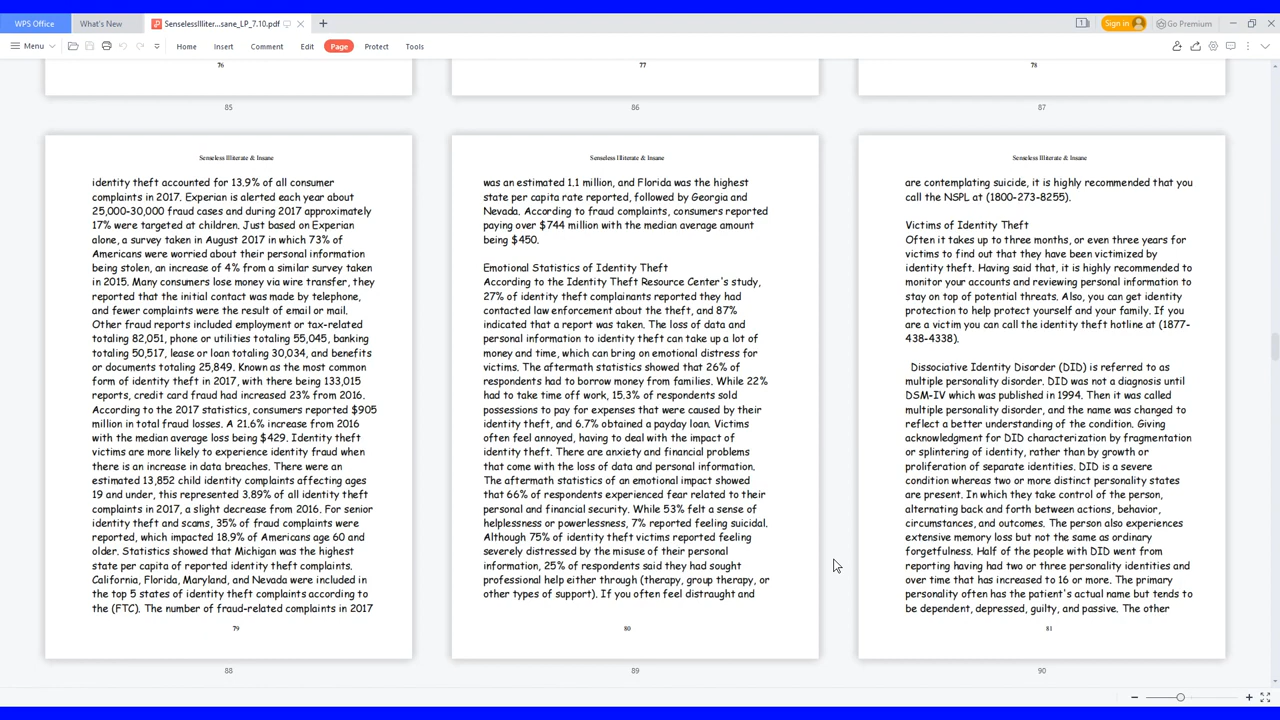 WPS Office
What's New
SenselessIlliter...sane_LP_7.10.pdf
1
Sign in
Go Premium
Menu
Home
Insert
Comment
Edit
Page
Protect
Tools
76
77
78
85
86
87
Senseless Illiterate & Insane
identity theft accounted for 13.9% of all consumer
complaints in 2017. Experian is alerted each year about
25,000-30,000 fraud cases and during 2017 approximately
17% were targeted at children. Just based on Experian
alone, a survey taken in August 2017 in which 73% of
Americans were worried about their personal information
being stolen, an increase of 4% from a similar survey taken
in 2015. Many consumers lose money via wire transfer, they
reported that the initial contact was made by telephone,
and fewer complaints were the result of email or mail.
Other fraud reports included employment or tax-related
totaling 82,051, phone or utilities totaling 55,045, banking
totaling 50,517, lease or loan totaling 30,034, and benefits
or documents totaling 25,849. Known as the most common
form of identity theft in 2017, with there being 133,015
reports, credit card fraud had increased 23% from 2016.
According to the 2017 statistics, consumers reported $905
million in total fraud losses. A 21.6% increase from 2016
with the median average loss being $429. Identity theft
victims are more likely to experience identity fraud when
there is an increase in data breaches. There were an
estimated 13,852 child identity complaints affecting ages
19 and under, this represented 3.89% of all identity theft
complaints in 2017, a slight decrease from 2016. For senior
identity theft and scams, 35% of fraud complaints were
reported, which impacted 18.9% of Americans age 60 and
older. Statistics showed that Michigan was the highest
state per capita of reported identity theft complaints.
California, Florida, Maryland, and Nevada were included in
the top 5 states of identity theft complaints according to
the (FTC). The number of fraud-related complaints in 2017
79
88
Senseless Illiterate & Insane
was an estimated 1.1 million, and Florida was the highest
state per capita rate reported, followed by Georgia and
Nevada. According to fraud complaints, consumers reported
paying over $744 million with the median average amount
being $450.
Emotional Statistics of Identity Theft
According to the Identity Theft Resource Center's study,
27% of identity theft complainants reported they had
contacted law enforcement about the theft, and 87%
indicated that a report was taken. The loss of data and
personal information to identity theft can take up a lot of
money and time, which can bring on emotional distress for
victims. The aftermath statistics showed that 26% of
respondents had to borrow money from families. While 22%
had to take time off work, 15.3% of respondents sold
possessions to pay for expenses that were caused by their
identity theft, and 6.7% obtained a payday loan. Victims
often feel annoyed, having to deal with the impact of
identity theft. There are anxiety and financial problems
that come with the loss of data and personal information.
The aftermath statistics of an emotional impact showed
that 66% of respondents experienced fear related to their
personal and financial security. While 53% felt a sense of
helplessness or powerlessness, 7% reported feeling suicidal.
Although 75% of identity theft victims reported feeling
severely distressed by the misuse of their personal
information, 25% of respondents said they had sought
professional help either through (therapy, group therapy, or
other types of support). If you often feel distraught and
80
89
Senseless Illiterate & Insane
are contemplating suicide, it is highly recommended that you
call the NSPL at (1800-273-8255).
Victims of Identity Theft
Often it takes up to three months, or even three years for
victims to find out that they have been victimized by
identity theft. Having said that, it is highly recommended to
monitor your accounts and reviewing personal information to
stay on top of potential threats. Also, you can get identity
protection to help protect yourself and your family. If you
are a victim you can call the identity theft hotline at (1877-
438-4338).
Dissociative Identity Disorder (DID) is referred to as
multiple personality disorder. DID was not a diagnosis until
DSM-IV which was published in 1994. Then it was called
multiple personality disorder, and the name was changed to
reflect a better understanding of the condition. Giving
acknowledgment for DID characterization by fragmentation
or splintering of identity, rather than by growth or
proliferation of separate identities. DID is a severe
condition whereas two or more distinct personality states
are present. In which they take control of the person,
alternating back and forth between actions, behavior,
circumstances, and outcomes. The person also experiences
extensive memory loss but not the same as ordinary
forgetfulness. Half of the people with DID went from
reporting having had two or three personality identities and
over time that has increased to 16 or more. The primary
personality often has the patient's actual name but tends to
be dependent, depressed, guilty, and passive. The other
81
90